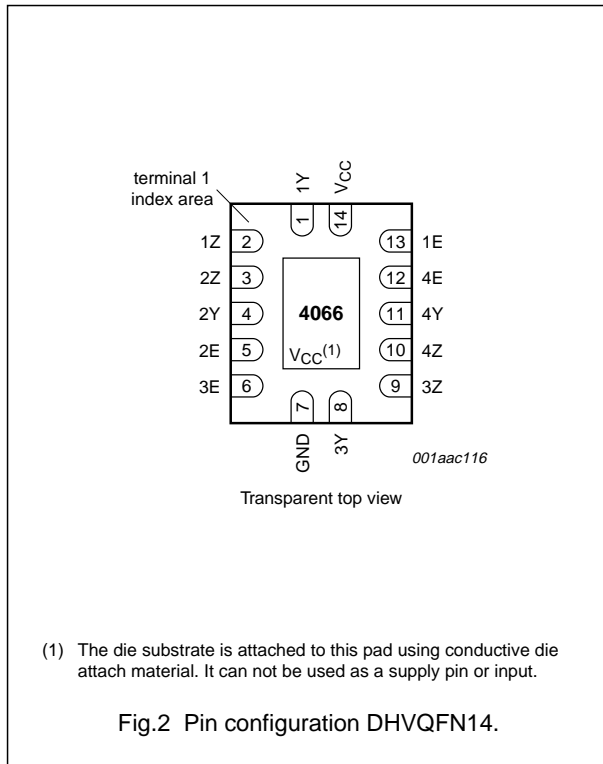 terminal 1
index area
1Y
VCC
1
14
1Z 2
13 1E
2Z 3
12 4E
2Y 4
4066
11 4Y
2E 5
VCC(1)
10 4Z
3E 6
9 3Z
7
8
GND
3Y
001aac116
Transparent top view
(1) The die substrate is attached to this pad using conductive die
attach material. It can not be used as a supply pin or input.
Fig.2 Pin configuration DHVQFN14.